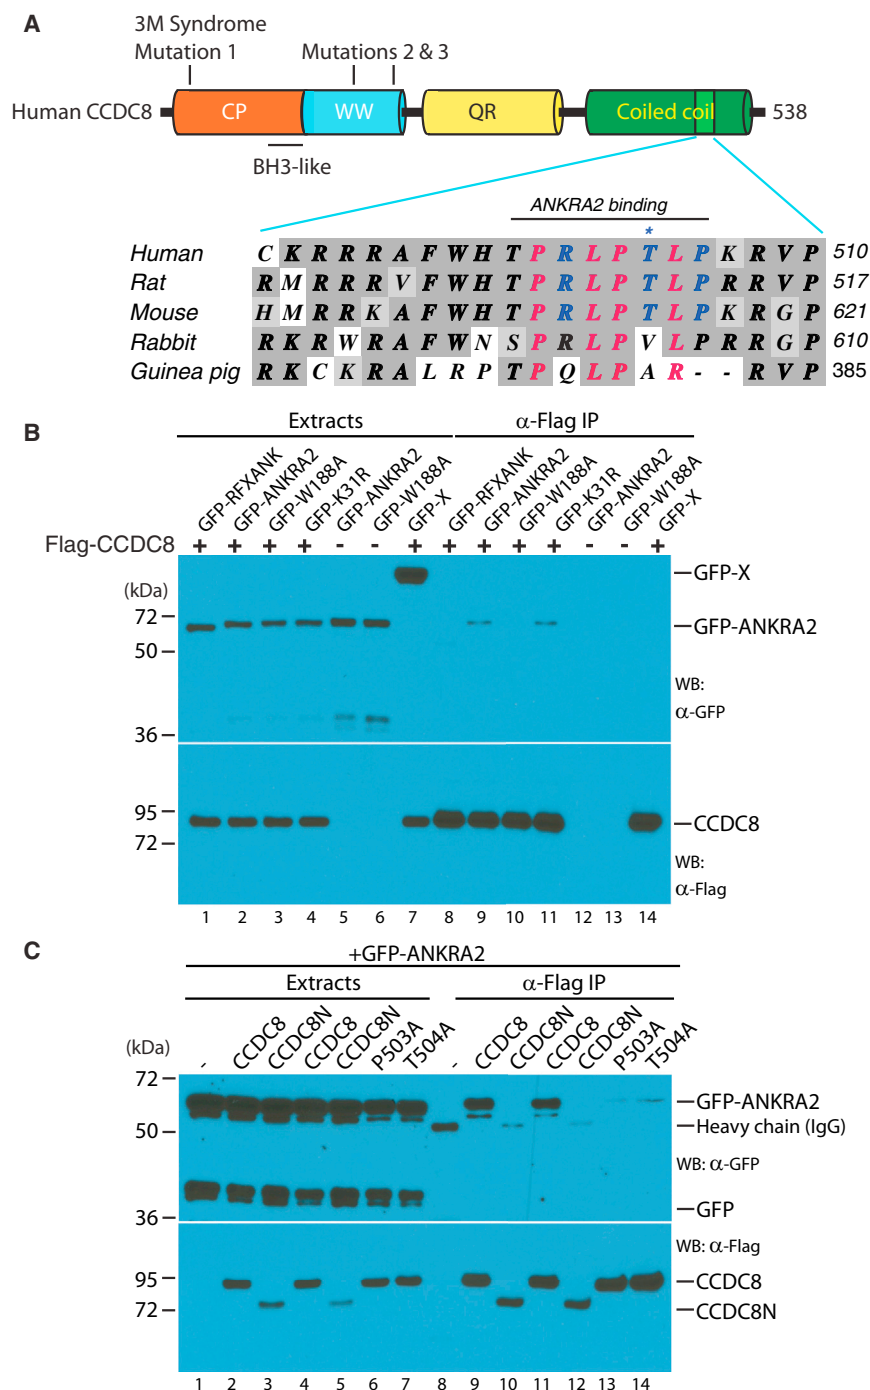 A
3M Syndrome
Mutation 1
Mutations 2 & 3
Human CCDC8
CP
WW
QR
Coiled coil
538
BH3-like
ANKRA2 binding
*
Human C K R R R A F W H T P R L P T L P K R V P 510
Rat R M R R V F W H T P R L P T L P R R V P 517
Mouse H M R R K A F W H T P R L P T L P K R G P 621
Rabbit R K R W R A F W N S P R L P V L P R R G P 610
Guinea pig R K C K R A L R P T P Q L P A R - - R V P 385
B
Extracts
α-Flag IP
GFP-RFXANK
GFP-ANKRA2
GFP-W188A
GFP-K31R
GFP-ANKRA2
GFP-W188A
GFP-X
GFP-RFXANK
GFP-ANKRA2
GFP-W188A
GFP-K31R
GFP-ANKRA2
GFP-W188A
GFP-X
Flag-CCDC8 + + + + - - + + + + + - - +
(kDa)
GFP-X
72
GFP-ANKRA2
50
WB:
α-GFP
36
95
CCDC8
72
WB:
α-Flag
1 2 3 4 5 6 7 8 9 10 11 12 13 14
C
+GFP-ANKRA2
Extracts
α-Flag IP
-
CCDC8
CCDC8N
CCDC8
CCDC8N
P503A
T504A
-
CCDC8
CCDC8N
CCDC8
CCDC8N
P503A
T504A
(kDa)
72
GFP-ANKRA2
50
Heavy chain (IgG)
WB: α-GFP
GFP
36
WB: α-Flag
95
CCDC8
72
CCDC8N
1 2 3 4 5 6 7 8 9 10 11 12 13 14